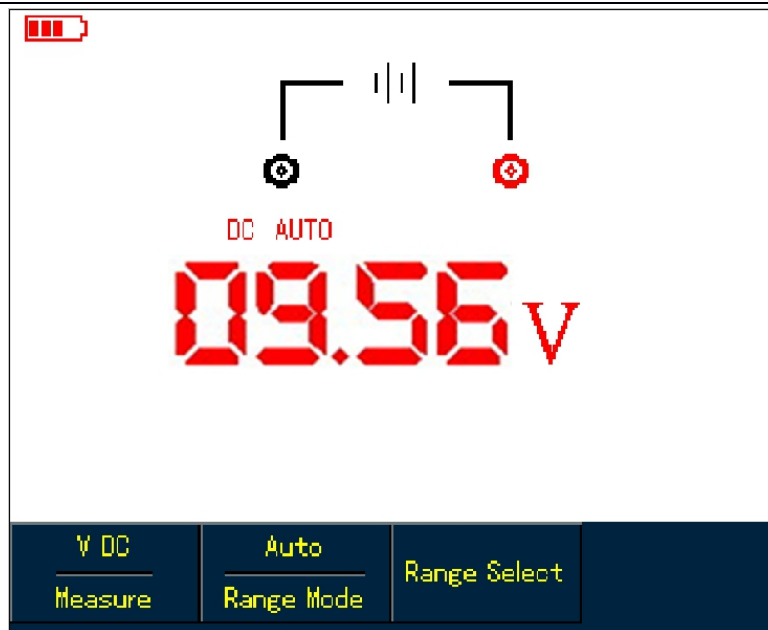 DC AUTO
09.56 V
V DC
Measure
Auto
Range Mode
Range Select